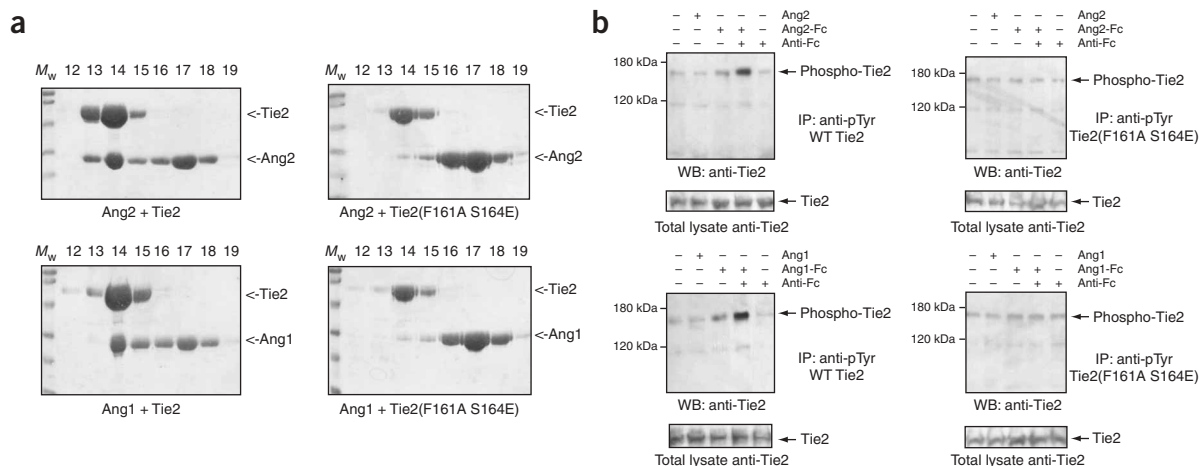 a
Mw 12 13 14 15 16 17 18 19
<-Tie2
<-Ang2
Ang2 + Tie2
Mw 12 13 14 15 16 17 18 19
<-Tie2
<-Ang2
Ang2 + Tie2(F161A S164E)
Mw 12 13 14 15 16 17 18 19
<-Tie2
<-Ang1
Ang1 + Tie2
Mw 12 13 14 15 16 17 18 19
<-Tie2
<-Ang1
Ang1 + Tie2(F161A S164E)
b
– + – – – Ang2
– – + + – Ang2-Fc
– – – + + Anti-Fc
180 kDa
Phospho-Tie2
120 kDa
IP: anti-pTyr
WT Tie2
WB: anti-Tie2
Tie2
Total lysate anti-Tie2
– + – – – Ang2
– – + + – Ang2-Fc
– – – + + Anti-Fc
180 kDa
Phospho-Tie2
120 kDa
IP: anti-pTyr
Tie2(F161A S164E)
WB: anti-Tie2
Tie2
Total lysate anti-Tie2
– + – – – Ang1
– – + + – Ang1-Fc
– – – + + Anti-Fc
180 kDa
Phospho-Tie2
120 kDa
IP: anti-pTyr
WT Tie2
WB: anti-Tie2
Tie2
Total lysate anti-Tie2
– + – – – Ang1
– – + + – Ang1-Fc
– – – + + Anti-Fc
180 kDa
Phospho-Tie2
120 kDa
IP: anti-pTyr
Tie2(F161A S164E)
WB: anti-Tie2
Tie2
Total lysate anti-Tie2